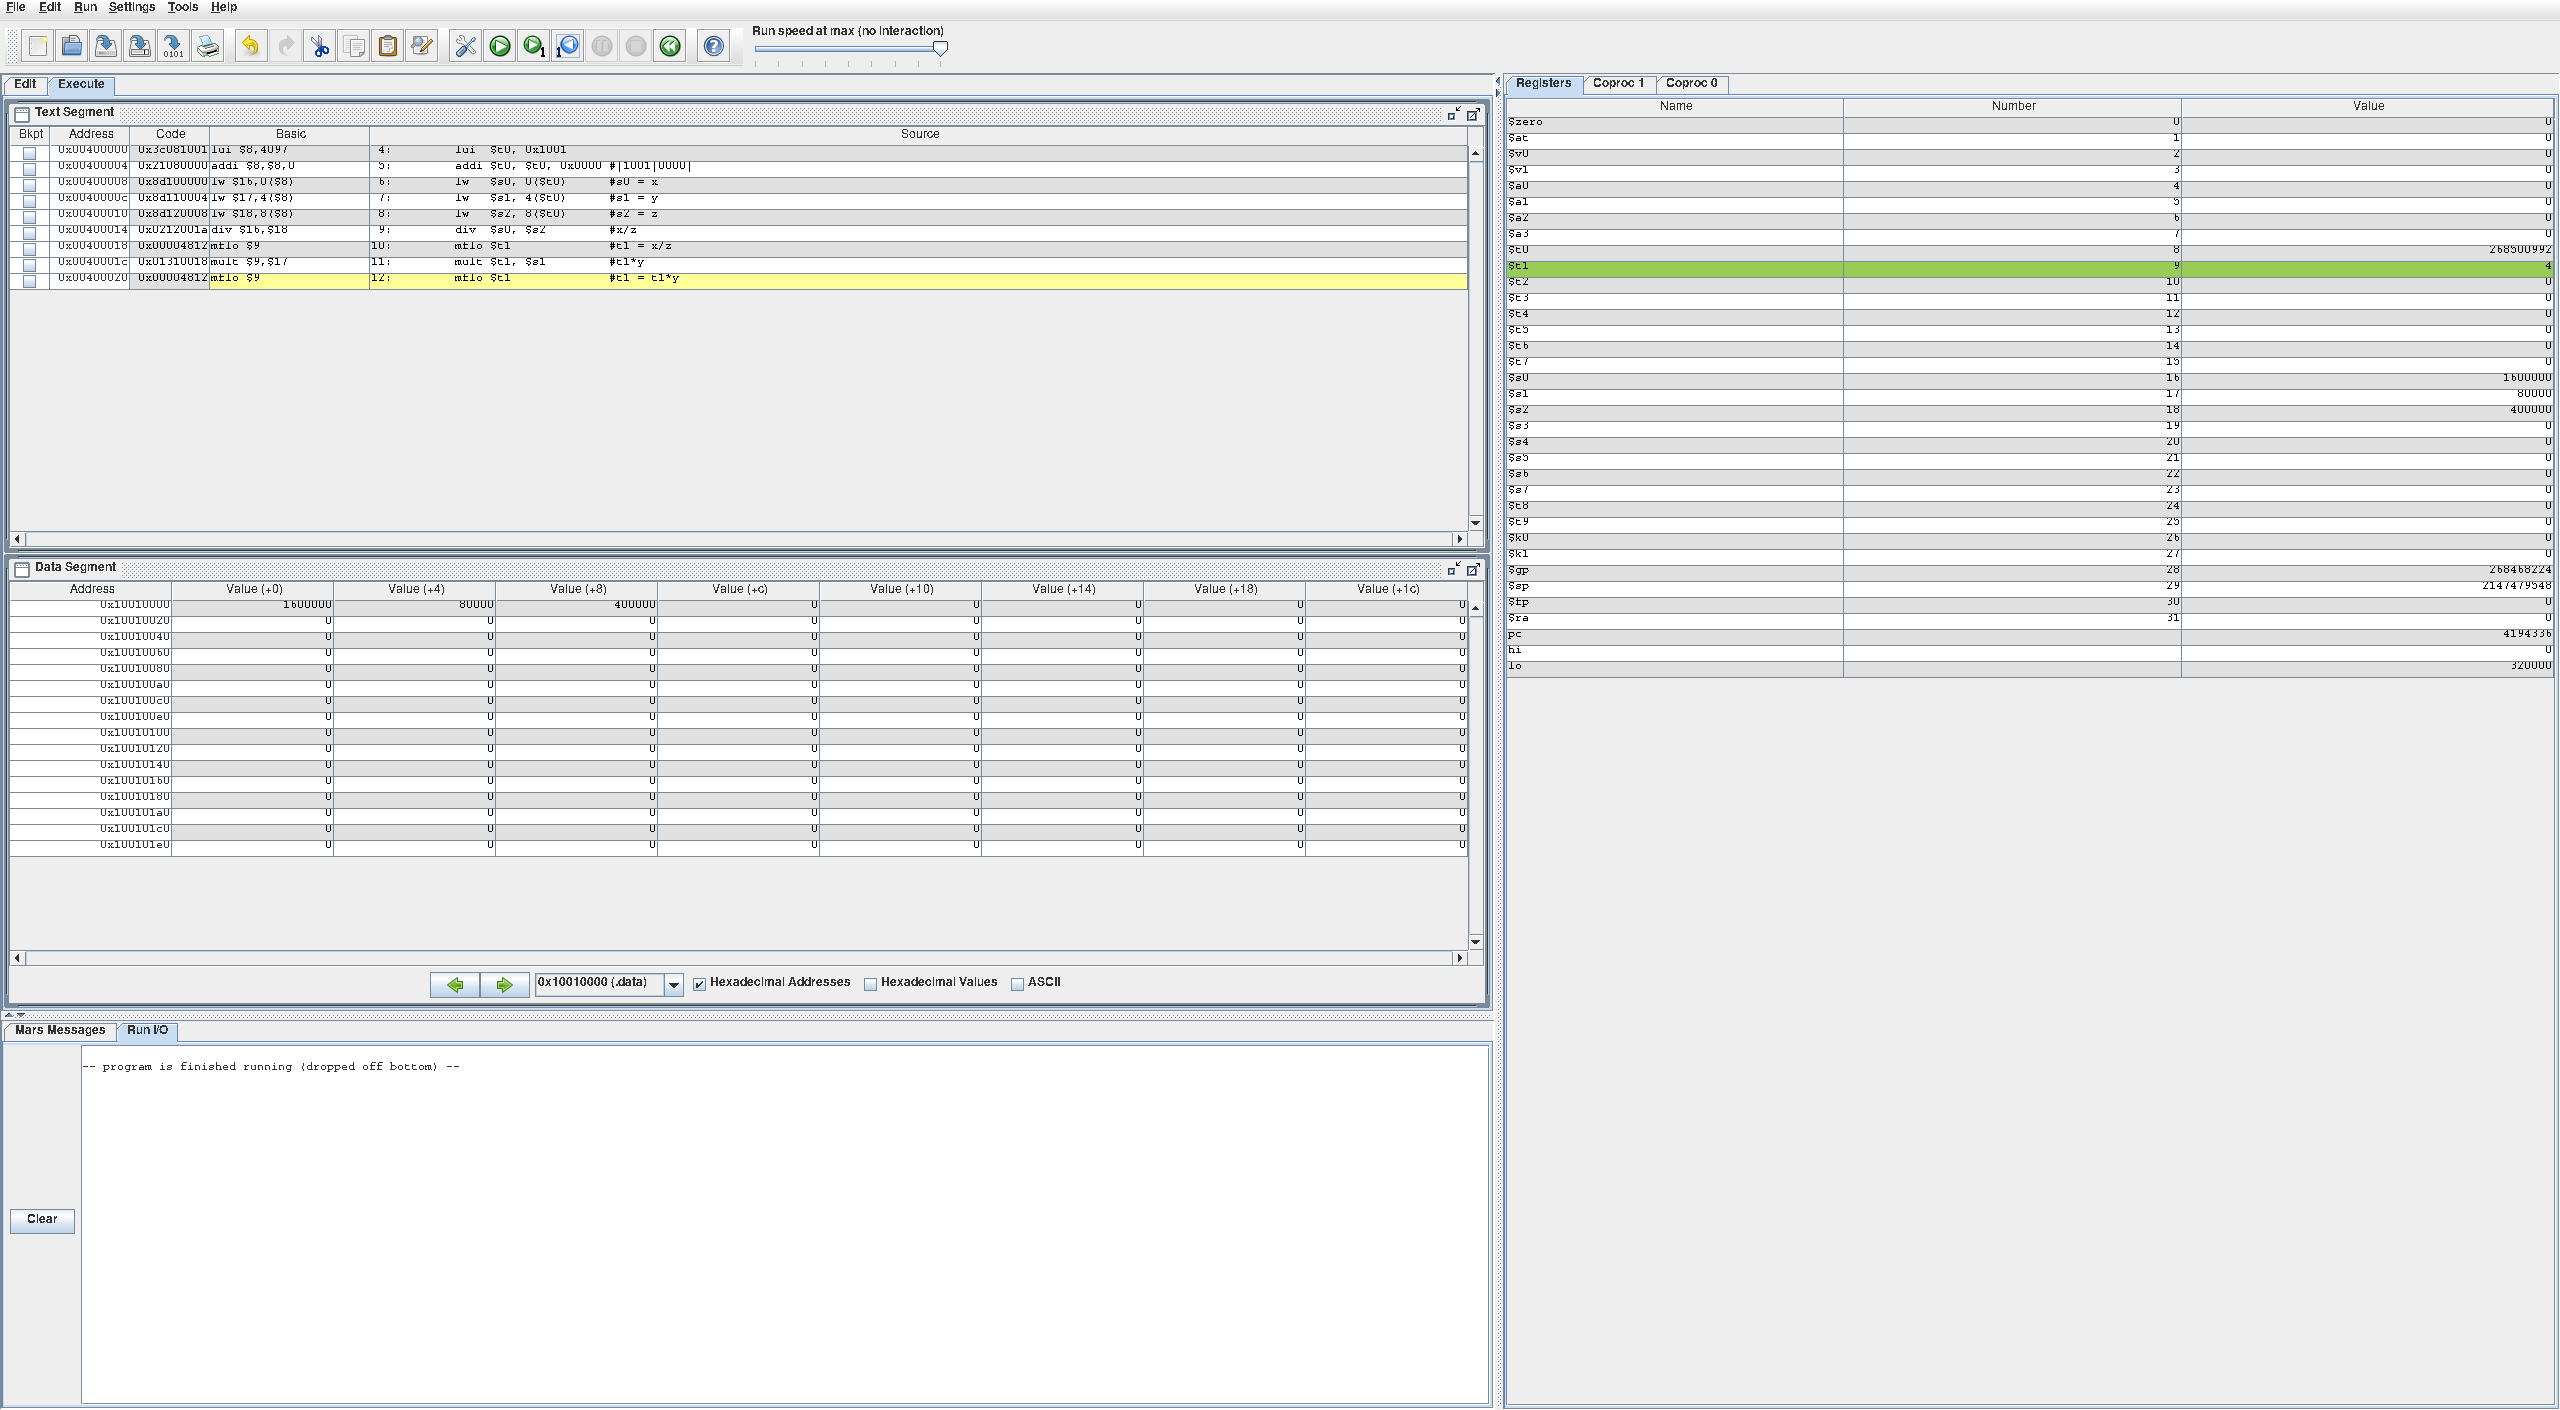 File Edit Run Settings Tools Help
Run speed at max (no interaction)
Edit Execute
Text Segment
Bkpt Address Code Basic Source
0x00400000 0x3c081001 lui $8,4097 4: lui $t0, 0x1001
0x00400004 0x21080000 addi $8,$8,0 5: addi $t0, $t0, 0x0000 #|1001|0000|
0x00400008 0x8d100000 lw $16,0($8) 6: lw $s0, 0($t0) #s0 = x
0x0040000c 0x8d110004 lw $17,4($8) 7: lw $s1, 4($t0) #s1 = y
0x00400010 0x8d120008 lw $18,8($8) 8: lw $s2, 8($t0) #s2 = z
0x00400014 0x0212001a div $16,$18 9: div $s0, $s2 #x/z
0x00400018 0x00004812 mflo $9 10: mflo $t1 #t1 = x/z
0x0040001c 0x01310018 mult $9,$17 11: mult $t1, $s1 #t1*y
0x00400020 0x00004812 mflo $9 12: mflo $t1 #t1 = t1*y
Data Segment
Address Value (+0) Value (+4) Value (+8) Value (+c) Value (+10) Value (+14) Value (+18) Value (+1c)
0x10010000 1600000 80000 400000 0 0 0 0 0
0x10010020 0 0 0 0 0 0 0 0
0x10010040 0 0 0 0 0 0 0 0
0x10010060 0 0 0 0 0 0 0 0
0x10010080 0 0 0 0 0 0 0 0
0x100100a0 0 0 0 0 0 0 0 0
0x100100c0 0 0 0 0 0 0 0 0
0x100100e0 0 0 0 0 0 0 0 0
0x10010100 0 0 0 0 0 0 0 0
0x10010120 0 0 0 0 0 0 0 0
0x10010140 0 0 0 0 0 0 0 0
0x10010160 0 0 0 0 0 0 0 0
0x10010180 0 0 0 0 0 0 0 0
0x100101a0 0 0 0 0 0 0 0 0
0x100101c0 0 0 0 0 0 0 0 0
0x100101e0 0 0 0 0 0 0 0 0
0x10010000 (.data) Hexadecimal Addresses Hexadecimal Values ASCII
Mars Messages Run I/O
-- program is finished running (dropped off bottom) --
Clear
Registers Coproc 1 Coproc 0
Name Number Value
$zero 0 0
$at 1 0
$v0 2 0
$v1 3 0
$a0 4 0
$a1 5 0
$a2 6 0
$a3 7 0
$t0 8 268500992
$t1 9 4
$t2 10 0
$t3 11 0
$t4 12 0
$t5 13 0
$t6 14 0
$t7 15 0
$s0 16 1600000
$s1 17 80000
$s2 18 400000
$s3 19 0
$s4 20 0
$s5 21 0
$s6 22 0
$s7 23 0
$t8 24 0
$t9 25 0
$k0 26 0
$k1 27 0
$gp 28 268468224
$sp 29 2147479548
$fp 30 0
$ra 31 0
pc 4194336
hi 0
lo 320000